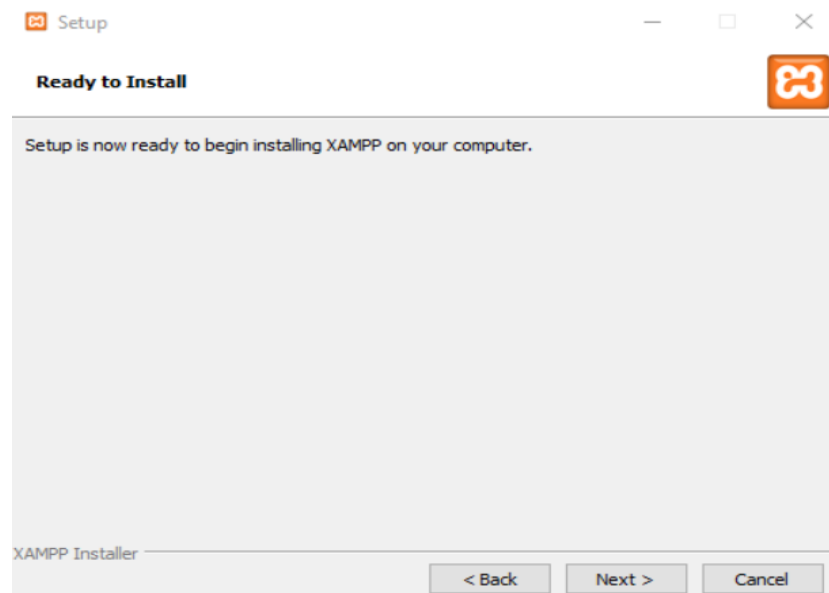 Setup
Ready to Install
Setup is now ready to begin installing XAMPP on your computer.
XAMPP Installer
< Back
Next >
Cancel